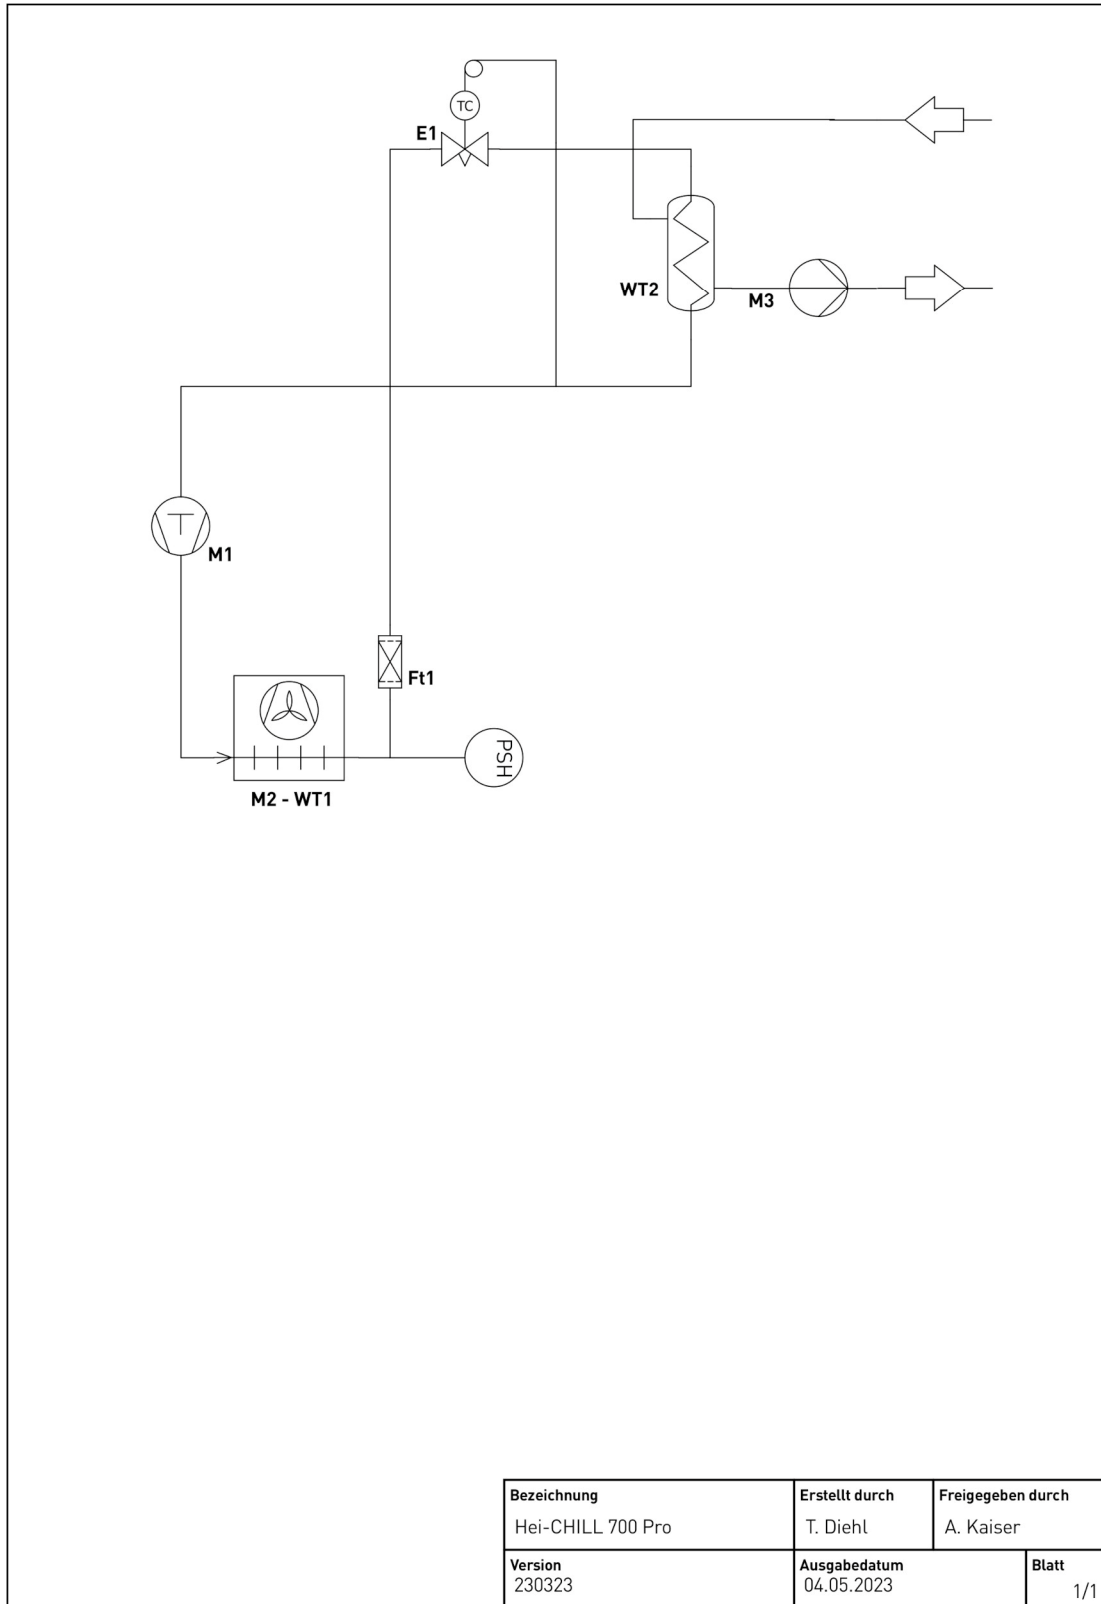 TC
E1
WT2
M3
M1
Ft1
PSH
M2 - WT1
Bezeichnung
Hei-CHILL 700 Pro
Erstellt durch
T. Diehl
Freigegeben durch
A. Kaiser
Version
230323
Ausgabedatum
04.05.2023
Blatt
1/1